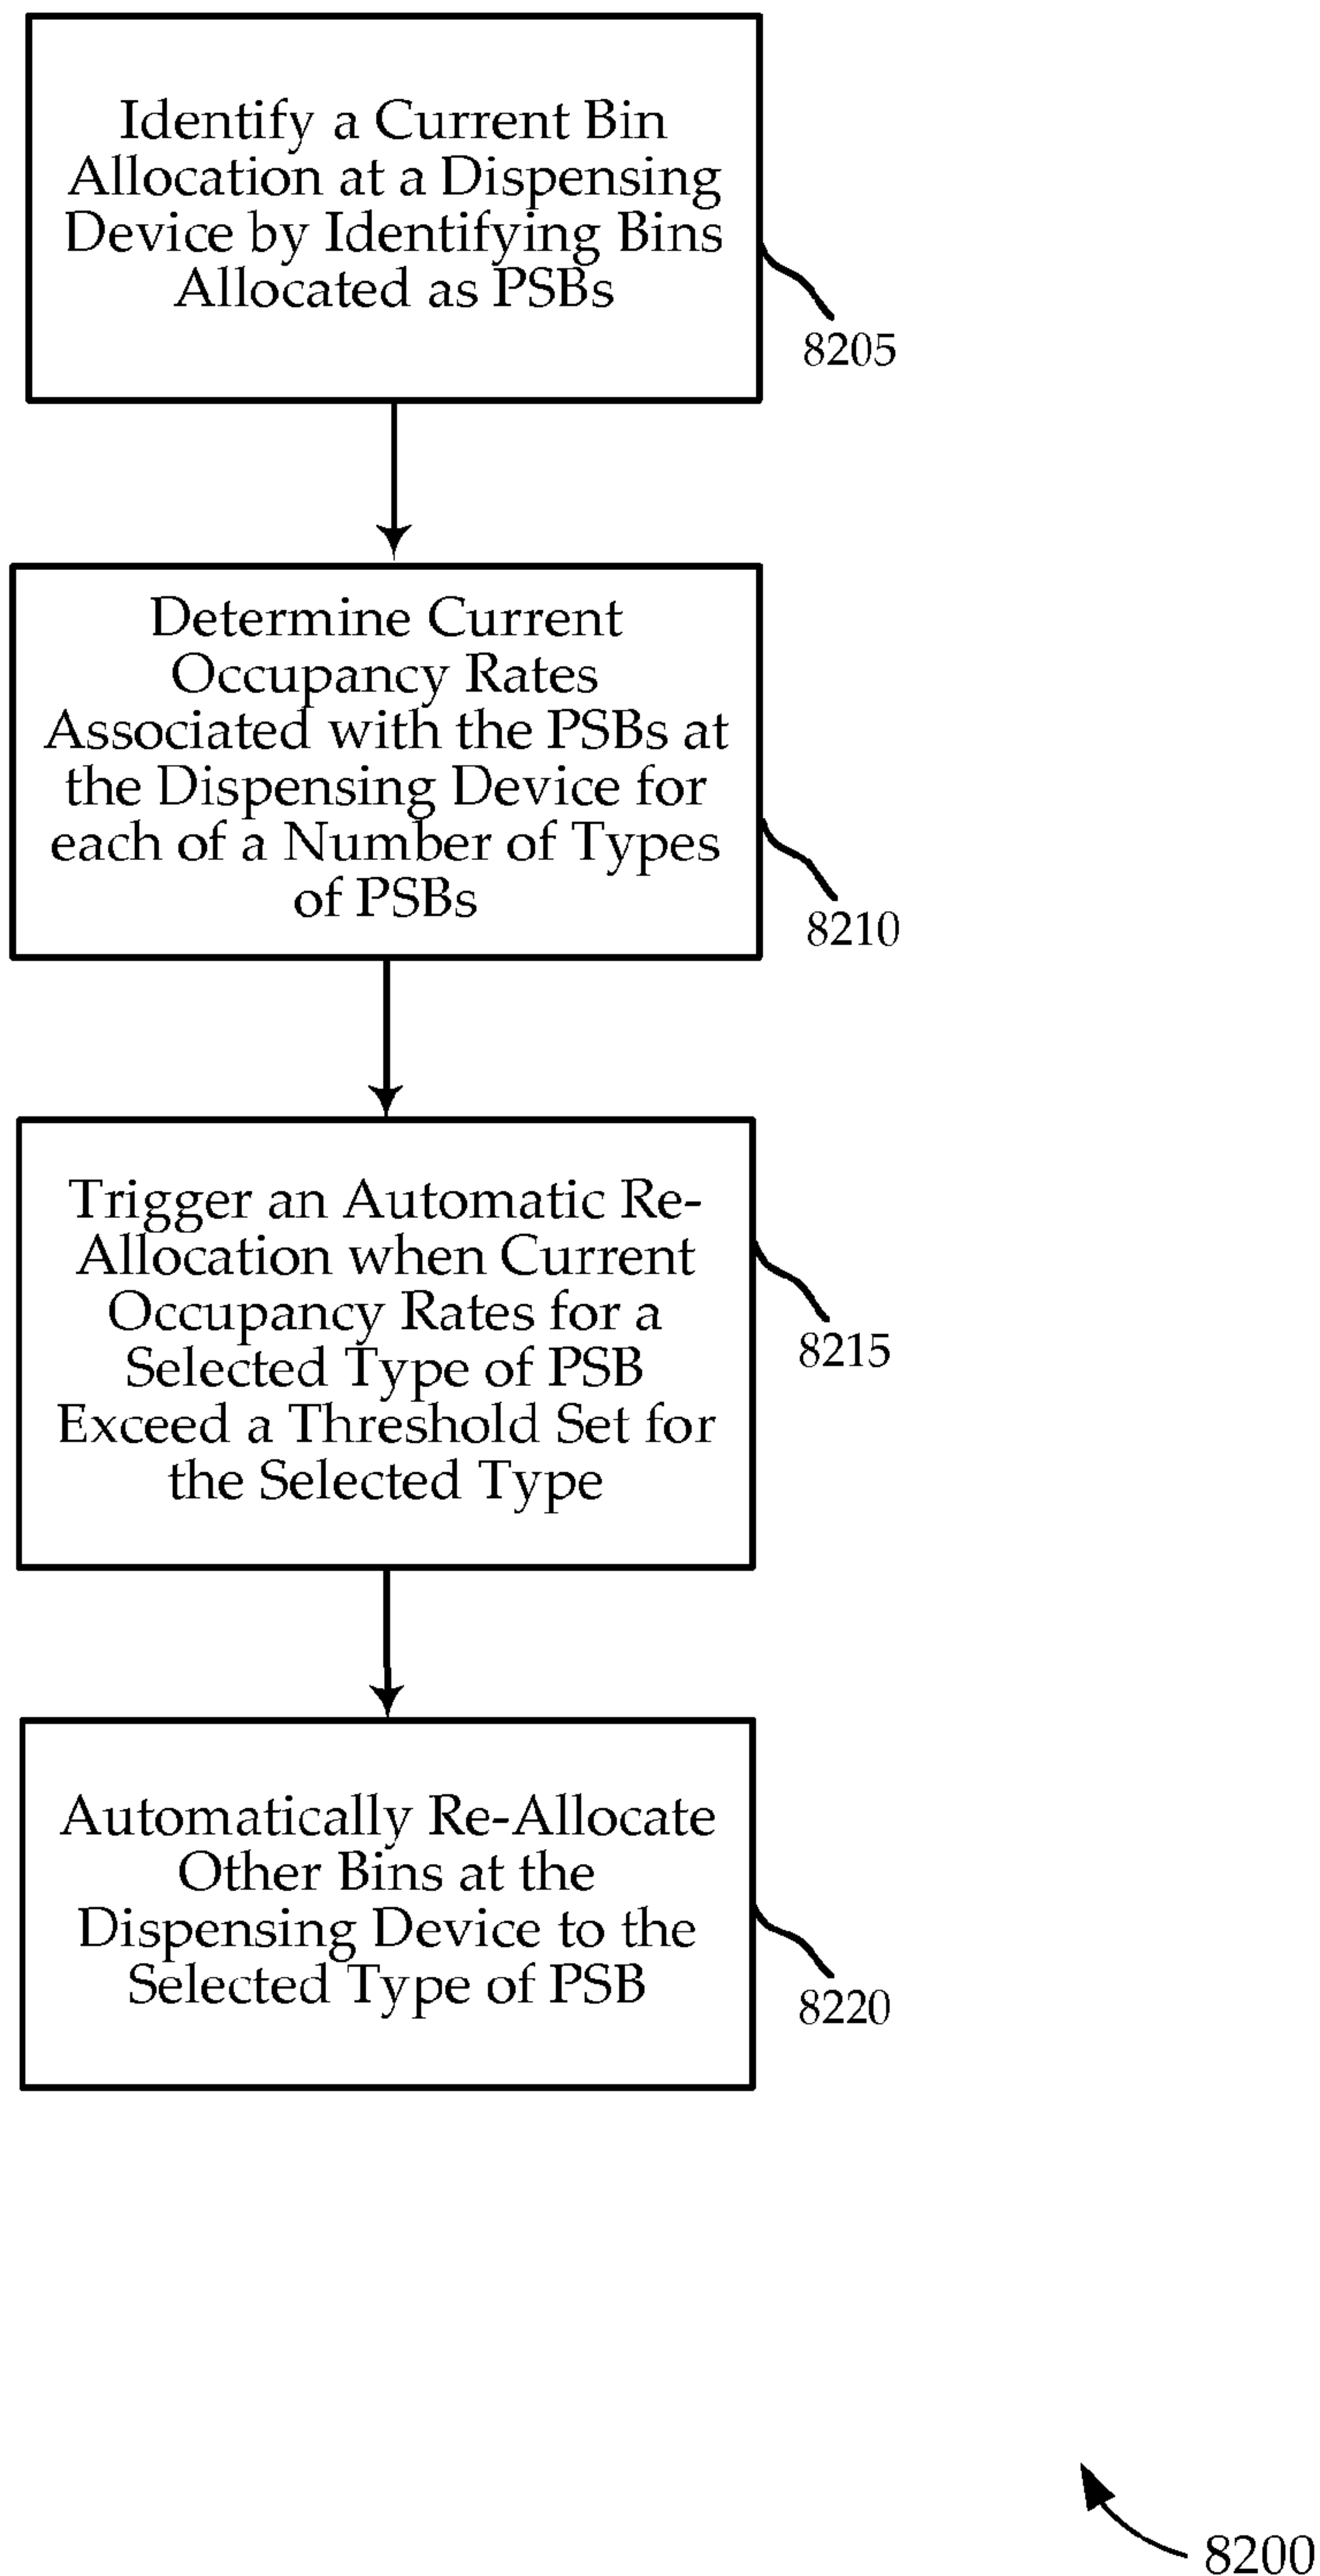 Identify a Current Bin
Allocation at a Dispensing
Device by Identifying Bins
Allocated as PSBs
8205
Determine Current
Occupancy Rates
Associated with the PSBs at
the Dispensing Device for
each of a Number of Types
of PSBs
8210
Trigger an Automatic Re-
Allocation when Current
Occupancy Rates for a
Selected Type of PSB
Exceed a Threshold Set for
the Selected Type
8215
Automatically Re-Allocate
Other Bins at the
Dispensing Device to the
Selected Type of PSB
8220
8200